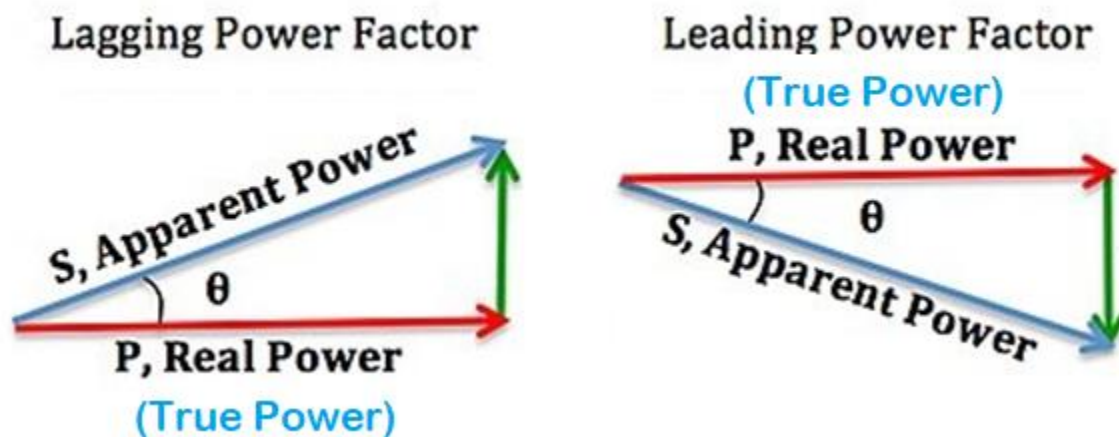 Lagging Power Factor
S, Apparent Power
θ
P, Real Power
(True Power)
Leading Power Factor
(True Power)
P, Real Power
θ
S, Apparent Power